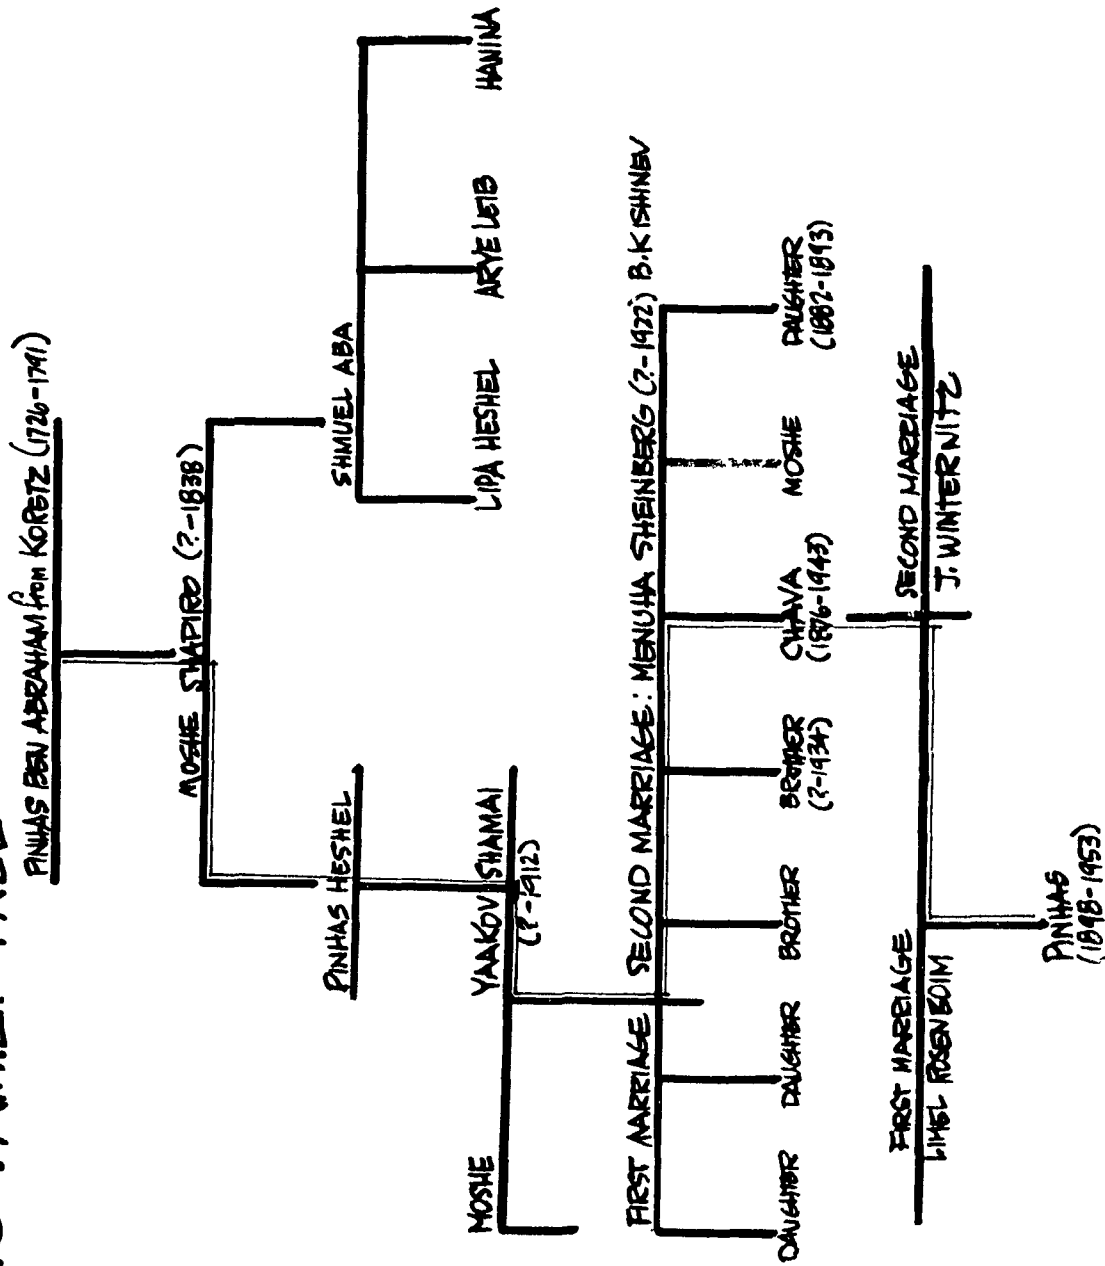 PINHAS BEN ABRAHAM from KORETZ (1726-1791)
MOSHE SHAPIRO (?-1838)
PINHAS HESHEL
SHMUEL ABA
MOSHE
YAAKOV SHAMAI
(?-1912)
LIPA HESHEL
ARYE LEIB
HANINA
FIRST MARRIAGE
SECOND MARRIAGE: MENUHA SHEINBERG (?-1922) B. KISHINEV
DAUGHTER
DAUGHTER
BROTHER
BROTHER
(?-1934)
CHAVA
(1876-1943)
MOSHE
DAUGHTER
(1882-1893)
FIRST MARRIAGE
LIMEL ROSENBOIM
SECOND MARRIAGE
J. WINTERNITZ
PINHAS
(1898-1953)